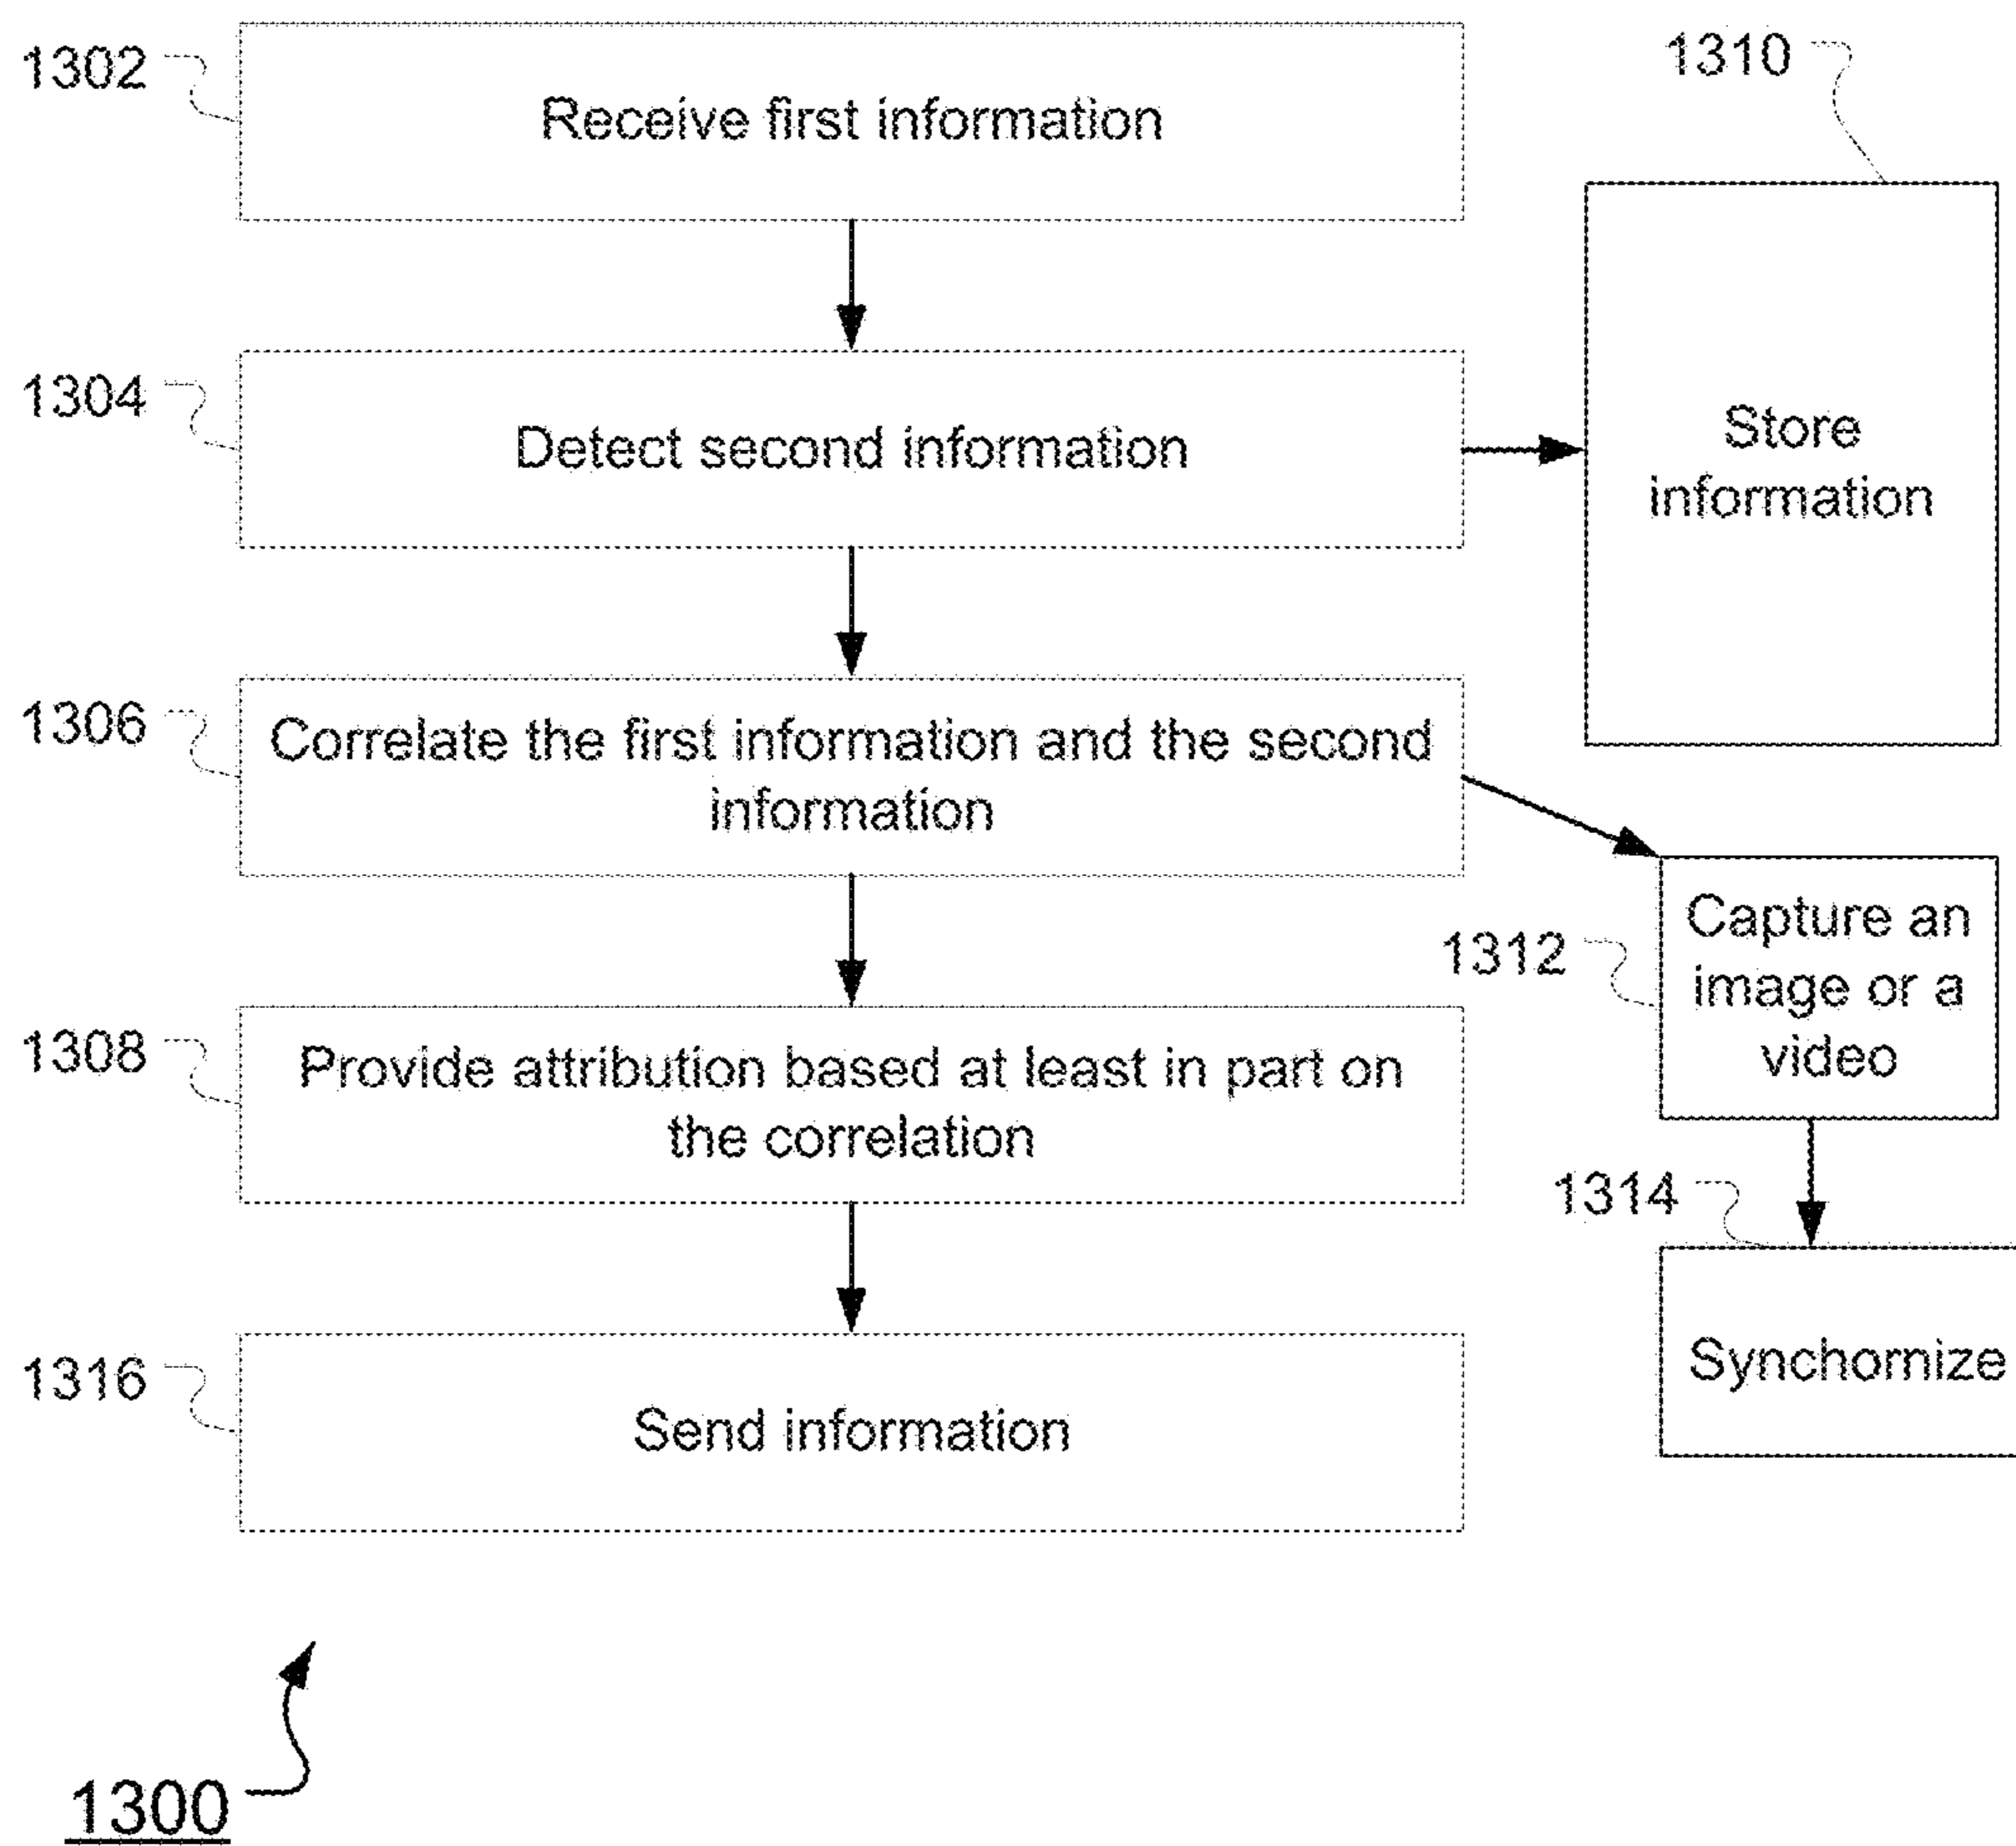 1302
Receive first information
1310
1304
Detect second information
Store
information
1306
Correlate the first information and the second
information
1312
Capture an
image or a
video
1308
Provide attribution based at least in part on
the correlation
1314
Synchornize
1316
Send information
1300